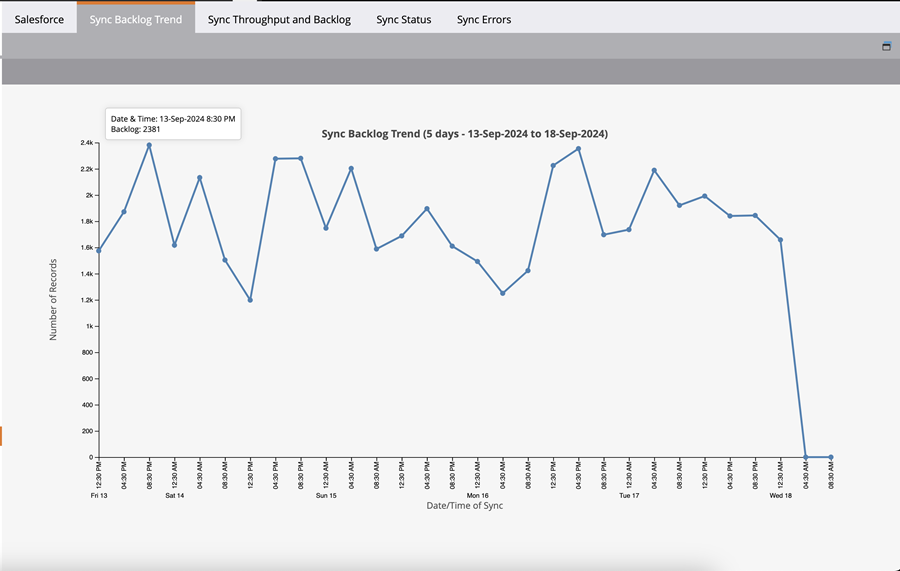 Salesforce Sync Backlog Trend Sync Throughput and Backlog Sync Status Sync Errors
Date & Time: 13-Sep-2024 8:30 PM
Backlog: 2381
Sync Backlog Trend (5 days - 13-Sep-2024 to 18-Sep-2024)
2.4k
2.2k
2k
1.8k
1.6k
1.4k
1.2k
1k
800
600
400
200
0
Number of Records
12:30 PM 04:30 PM 08:30 PM 12:30 AM 04:30 AM 08:30 AM 12:30 PM 04:30 PM 08:30 PM 12:30 AM 04:30 AM 08:30 AM 12:30 PM 04:30 PM 08:30 PM 12:30 AM 04:30 AM 08:30 AM 12:30 PM 04:30 PM 08:30 PM 12:30 AM 04:30 AM 08:30 AM 12:30 PM 04:30 PM 08:30 PM 12:30 AM 04:30 AM 08:30 AM
Fri 13 Sat 14 Sun 15 Mon 16 Tue 17 Wed 18
Date/Time of Sync